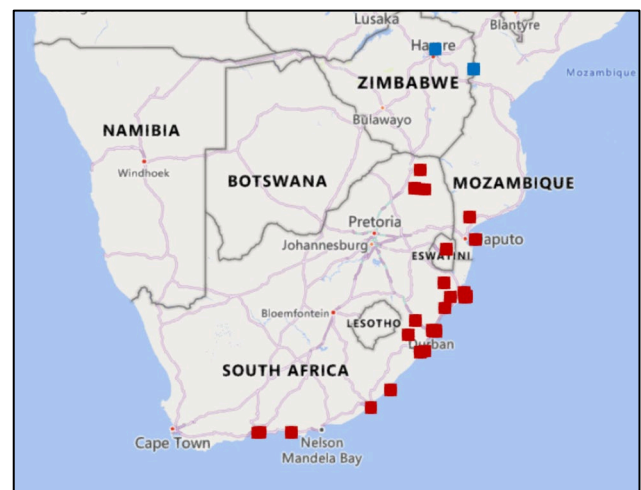 Lusaka
Blantyre
Harare
Mozambique
ZIMBABWE
Bulawayo
NAMIBIA
Windhoek
BOTSWANA
MOZAMBIQUE
Pretoria
Johannesburg
aputo
ESWATINI
Bloemfontein
LESOTHO
Durban
SOUTH AFRICA
Cape Town
Nelson
Mandela Bay